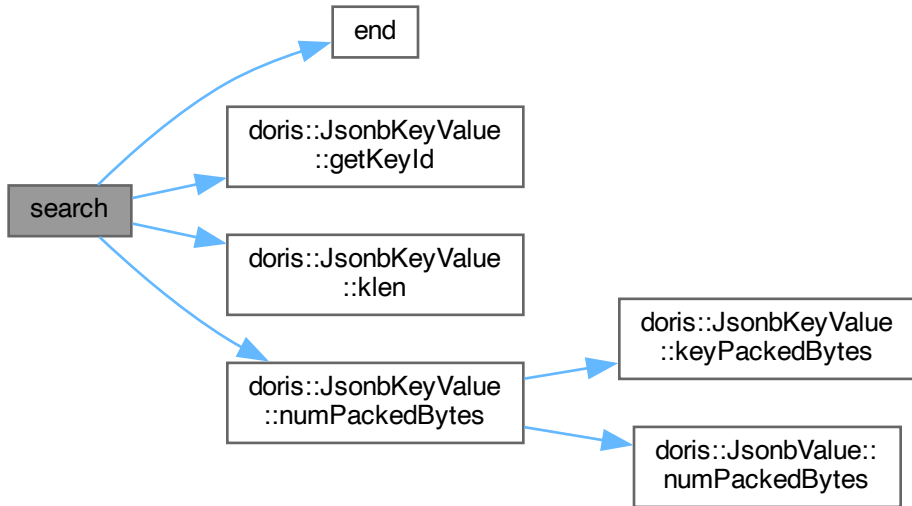 end
doris::JsonbKeyValue
::getKeyId
search
doris::JsonbKeyValue
::klen
doris::JsonbKeyValue
::numPackedBytes
doris::JsonbKeyValue
::keyPackedBytes
doris::JsonbValue::
numPackedBytes